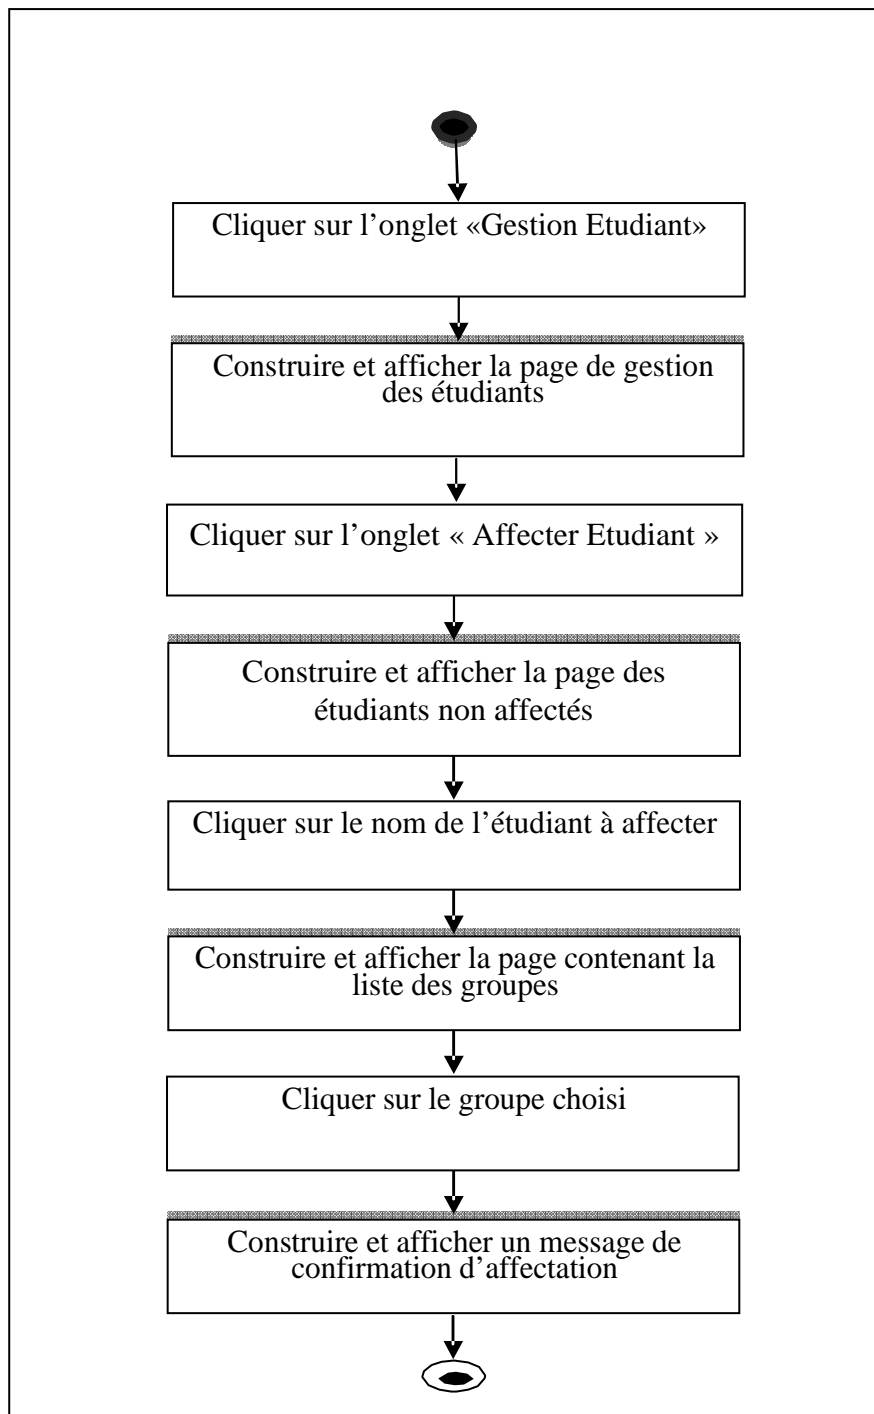 Cliquer sur l’onglet «Gestion Etudiant»
Construire et afficher la page de gestion
des étudiants
Cliquer sur l’onglet « Affecter Etudiant »
Construire et afficher la page des
étudiants non affectés
Cliquer sur le nom de l’étudiant à affecter
Construire et afficher la page contenant la
liste des groupes
Cliquer sur le groupe choisi
Construire et afficher un message de
confirmation d’affectation